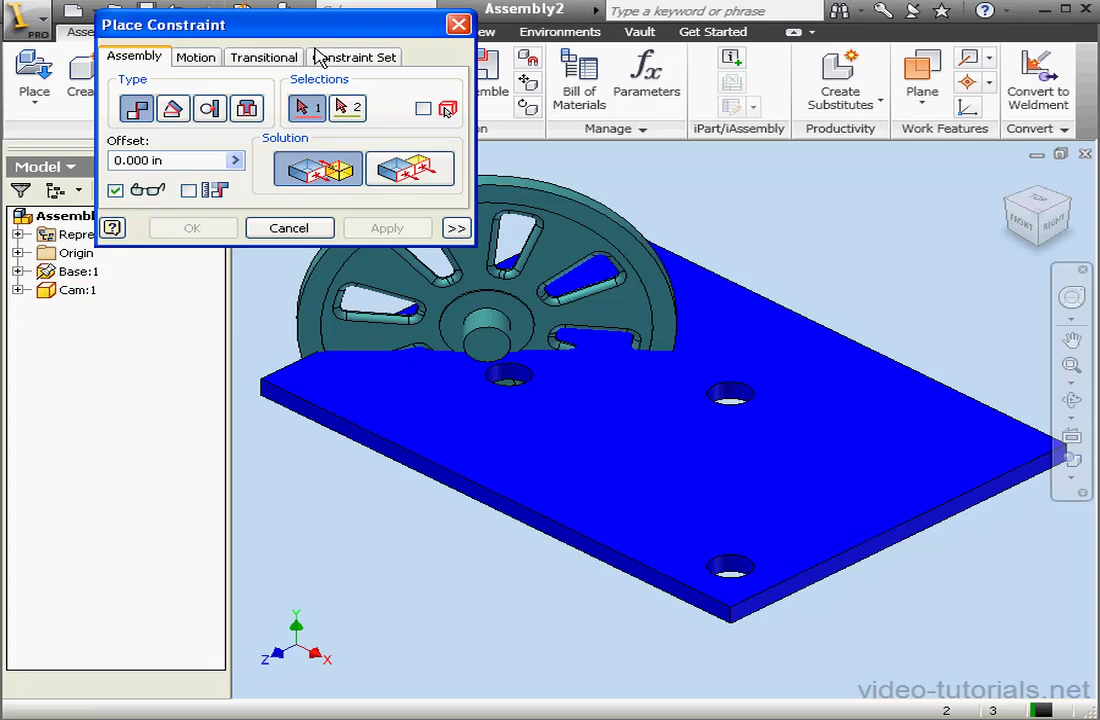 PRO
Place Constraint
Assembly2
Type a keyword or phrase
Environments
Vault
Get Started
Place
Assembly
Motion
Transitional
Type
Selections
1
2
Offset:
0.000 in
Solution
OK
Cancel
Apply
>>
Bill of
Materials
Parameters
Create
Substitutes
Plane
Convert to
Weldment
Manage
iPart/iAssembly
Productivity
Work Features
Convert
Model
Origin
Base:1
Cam:1
TOP
FRONT
RIGHT
Y
Z
X
video-tutorials.net
2
3